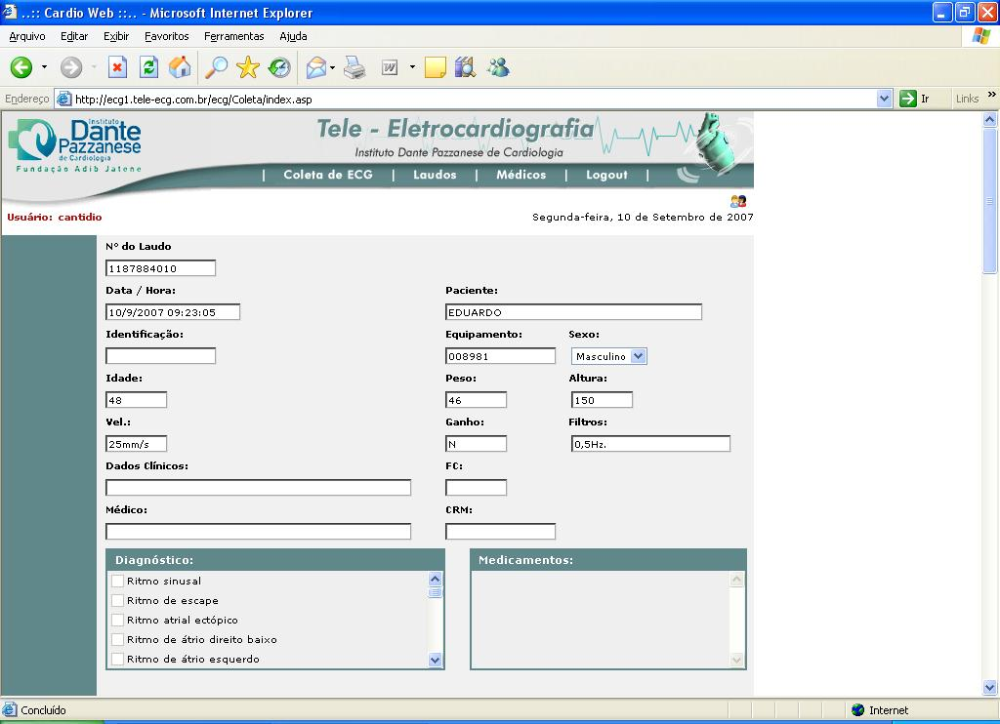 ..:: Cardio Web ::.. - Microsoft Internet Explorer
Arquivo Editar Exibir Favoritos Ferramentas Ajuda
Endereço http://ecg1.tele-ecg.com.br/ecg/Coleta/index.asp Ir Links »
Instituto
Dante
Pazzanese
de Cardiologia
Fundação Adib Jatene
Tele - Eletrocardiografia
Instituto Dante Pazzanese de Cardiologia
| Coleta de ECG | Laudos | Médicos | Logout |
Usuário: cantidio
Segunda-feira, 10 de Setembro de 2007
Nº do Laudo
1187884010
Data / Hora: Paciente:
10/9/2007 09:23:05 EDUARDO
Identificação: Equipamento: Sexo:
008981 Masculino
Idade: Peso: Altura:
48 46 150
Vel.: Ganho: Filtros:
25mm/s N 0,5Hz.
Dados Clínicos: FC:
Médico: CRM:
Diagnóstico: Medicamentos:
Ritmo sinusal
Ritmo de escape
Ritmo atrial ectópico
Ritmo de átrio direito baixo
Ritmo de átrio esquerdo
Concluído Internet